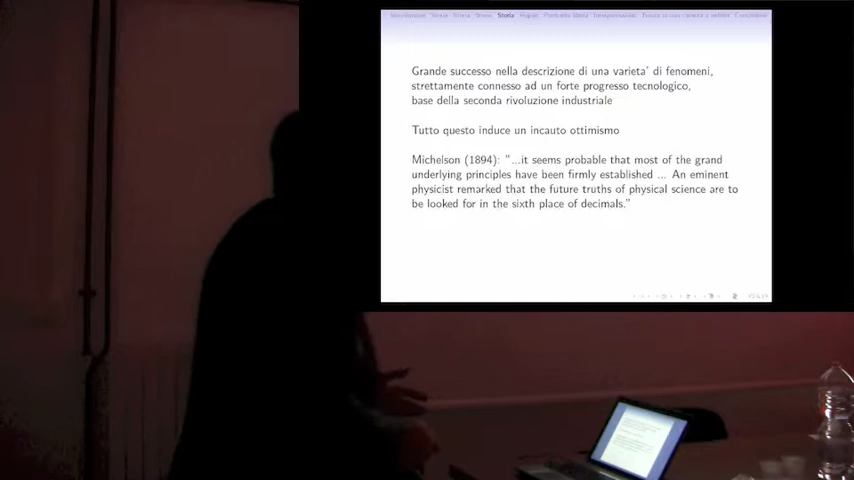 Storia
Grande successo nella descrizione di una varieta' di fenomeni,
strettamente connesso ad un forte progresso tecnologico,
base della seconda rivoluzione industriale
Tutto questo induce un incauto ottimismo
Michelson (1894): "...it seems probable that most of the grand
underlying principles have been firmly established ... An eminent
physicist remarked that the future truths of physical science are to
be looked for in the sixth place of decimals."